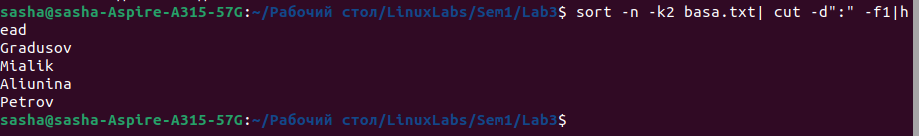 sasha@sasha-Aspire-A315-57G:~/Рабочий стол/LinuxLabs/Sem1/Lab3$ sort -n -k2 basa.txt| cut -d":" -f1|h
ead
Gradusov
Mialik
Aliunina
Petrov
sasha@sasha-Aspire-A315-57G:~/Рабочий стол/LinuxLabs/Sem1/Lab3$